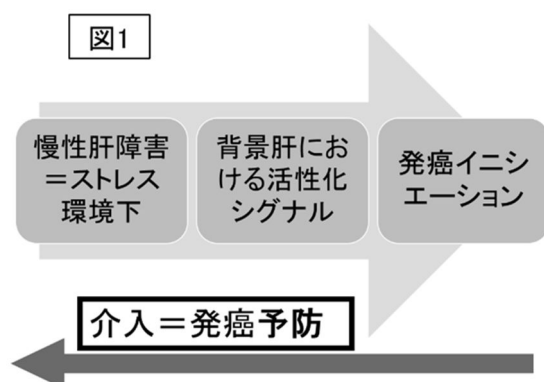 図1
慢性肝障害
＝ストレス
環境下
背景肝にお
ける活性化
シグナル
発癌イニシ
エーション
介入＝発癌予防